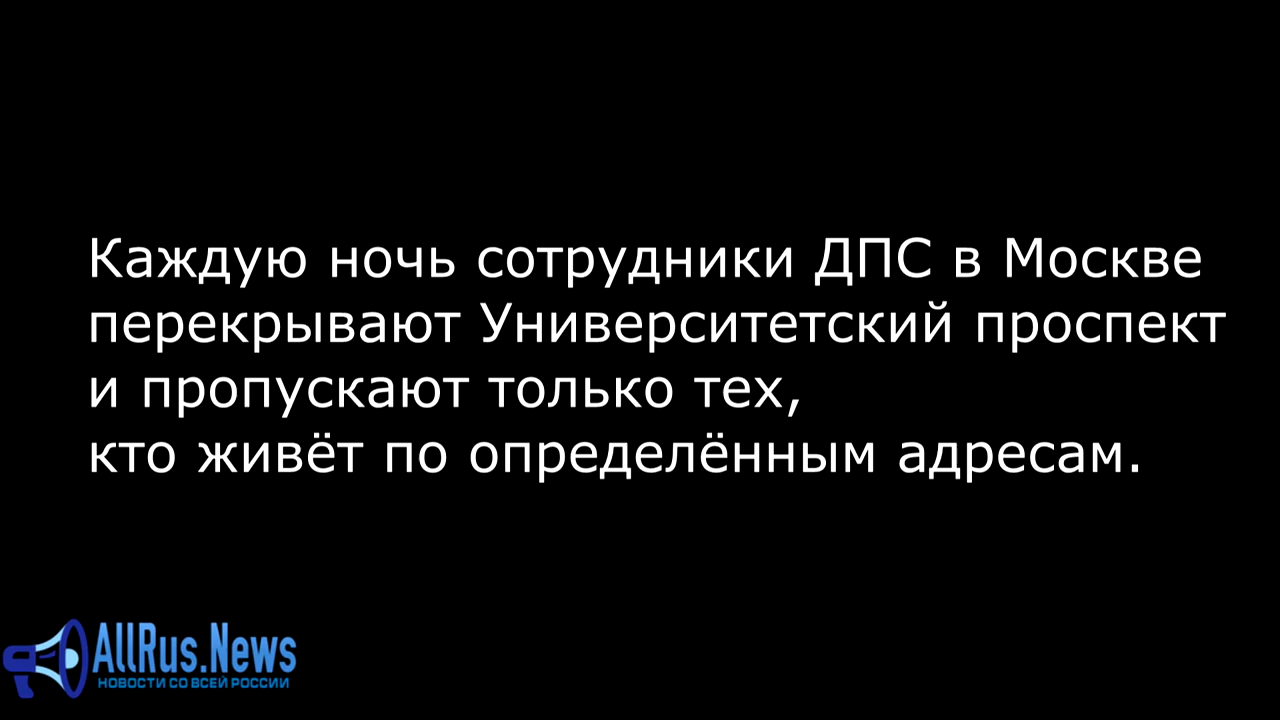 Каждую ночь сотрудники ДПС в Москве
перекрывают Университетский проспект
и пропускают только тех,
кто живёт по определённым адресам.
AllRus.News
НОВОСТИ СО ВСЕЙ РОССИИ